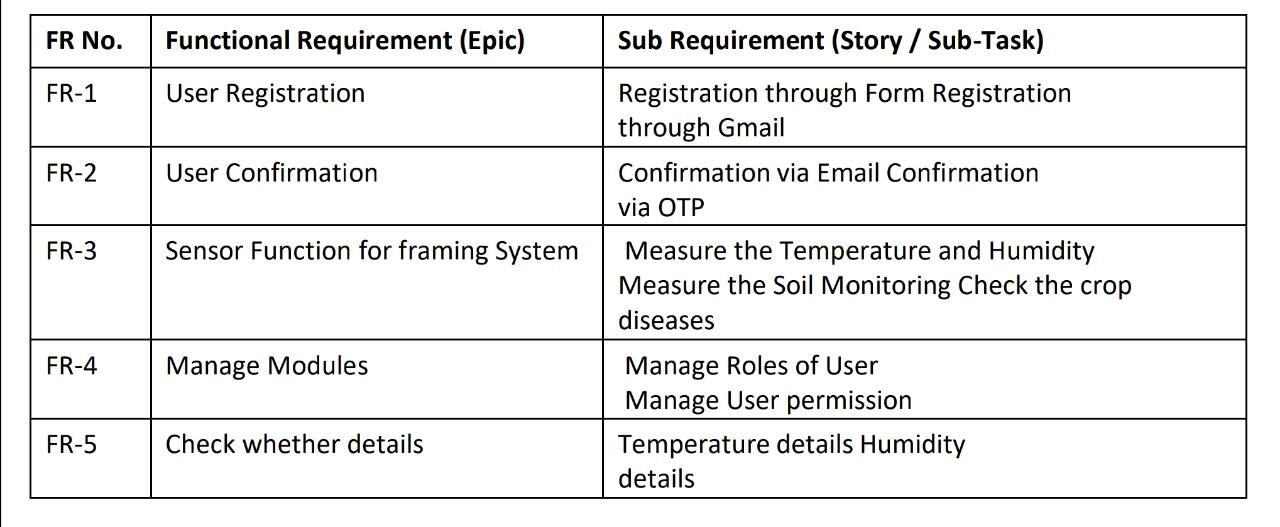 FR No. Functional Requirement (Epic) Sub Requirement (Story / Sub-Task)
FR-1 User Registration Registration through Form Registration
through Gmail
FR-2 User Confirmation Confirmation via Email Confirmation
via OTP
FR-3 Sensor Function for framing System Measure the Temperature and Humidity
Measure the Soil Monitoring Check the crop
diseases
FR-4 Manage Modules Manage Roles of User
Manage User permission
FR-5 Check whether details Temperature details Humidity
details